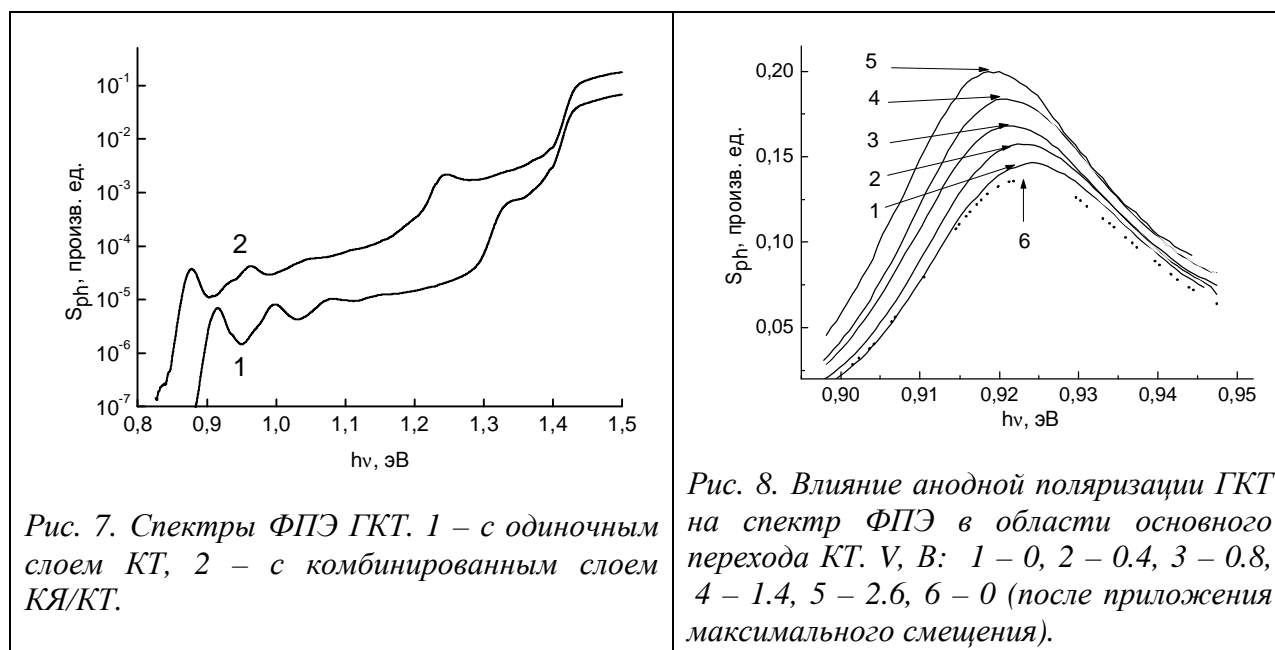 S_ph, произв. ед.
10^-1
10^-2
10^-3
10^-4
10^-5
10^-6
10^-7
2
1
0,8 0,9 1,0 1,1 1,2 1,3 1,4 1,5
hν, эВ
Рис. 7. Спектры ФПЭ ГКТ. 1 – с одиночным
слоем КТ, 2 – с комбинированным слоем
КЯ/КТ.
S_ph, произв. ед.
0,20
0,15
0,10
0,05
5
4
3
2
1
6
0,90 0,91 0,92 0,93 0,94 0,95
hν, эВ
Рис. 8. Влияние анодной поляризации ГКТ
на спектр ФПЭ в области основного
перехода КТ. V, В: 1 – 0, 2 – 0.4, 3 – 0.8,
4 – 1.4, 5 – 2.6, 6 – 0 (после приложения
максимального смещения).